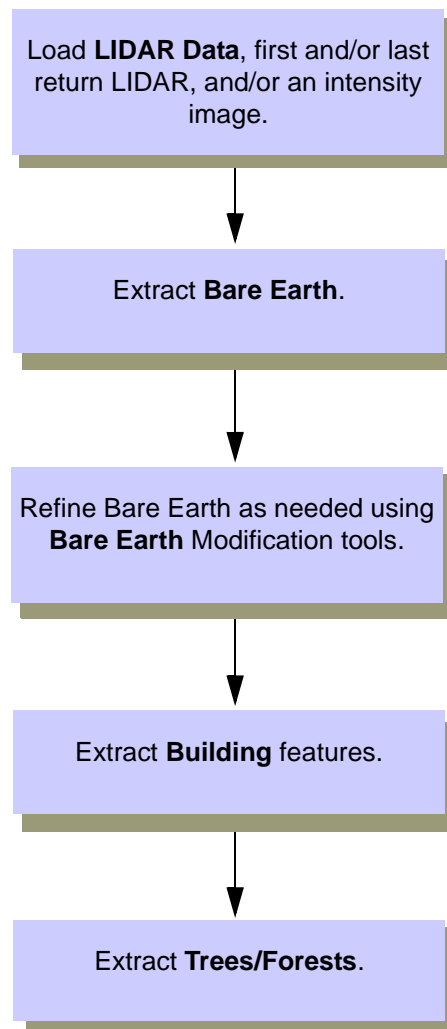 Load LIDAR Data, first and/or last
return LIDAR, and/or an intensity
image.
Extract Bare Earth.
Refine Bare Earth as needed using
Bare Earth Modification tools.
Extract Building features.
Extract Trees/Forests.